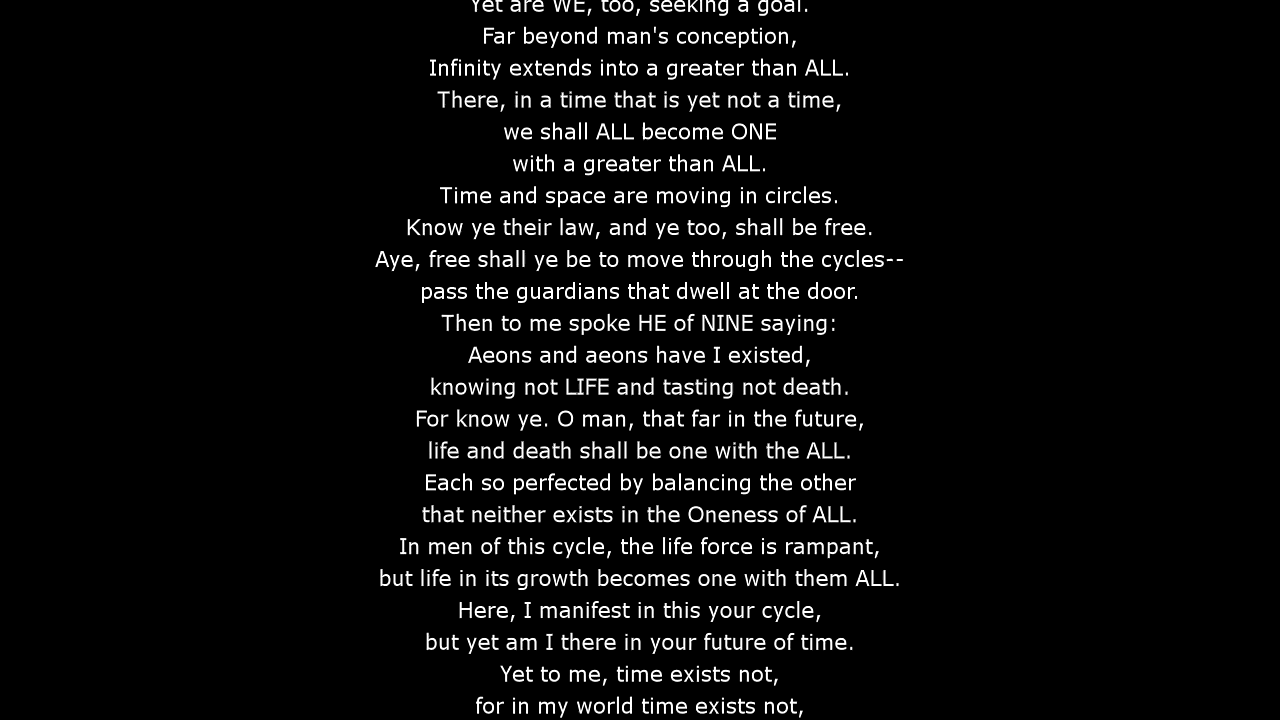 Yet are WE, too, seeking a goal.
Far beyond man's conception,
Infinity extends into a greater than ALL.
There, in a time that is yet not a time,
we shall ALL become ONE
with a greater than ALL.
Time and space are moving in circles.
Know ye their law, and ye too, shall be free.
Aye, free shall ye be to move through the cycles--
pass the guardians that dwell at the door.
Then to me spoke HE of NINE saying:
Aeons and aeons have I existed,
knowing not LIFE and tasting not death.
For know ye. O man, that far in the future,
life and death shall be one with the ALL.
Each so perfected by balancing the other
that neither exists in the Oneness of ALL.
In men of this cycle, the life force is rampant,
but life in its growth becomes one with them ALL.
Here, I manifest in this your cycle,
but yet am I there in your future of time.
Yet to me, time exists not,
for in my world time exists not,